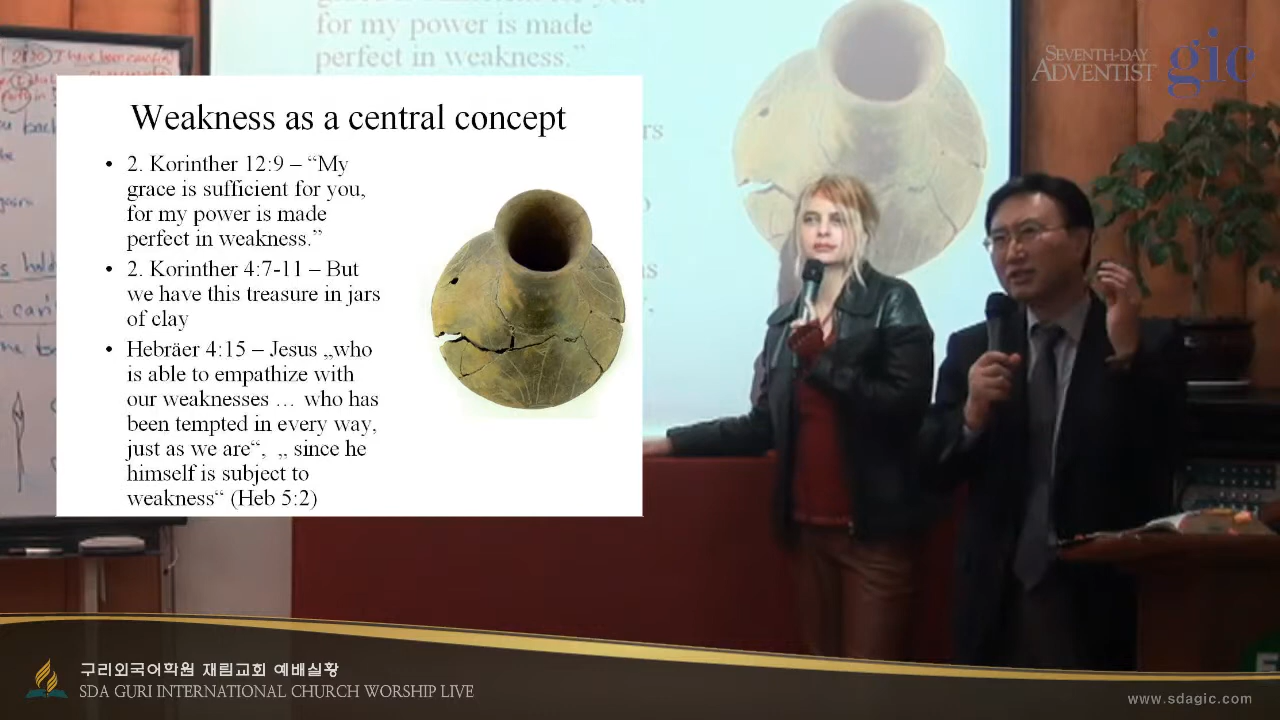 for my power is made
perfect in weakness.”
SEVENTH-DAY
ADVENTIST
gic
Weakness as a central concept
• 2. Korinther 12:9 – “My
grace is sufficient for you,
for my power is made
perfect in weakness.”
• 2. Korinther 4:7-11 – But
we have this treasure in jars
of clay
• Hebräer 4:15 – Jesus „who
is able to empathize with
our weaknesses … who has
been tempted in every way,
just as we are“, „ since he
himself is subject to
weakness“ (Heb 5:2)
구리외국어학원 재림교회 예배실황
SDA GURI INTERNATIONAL CHURCH WORSHIP LIVE
www.sdagic.com